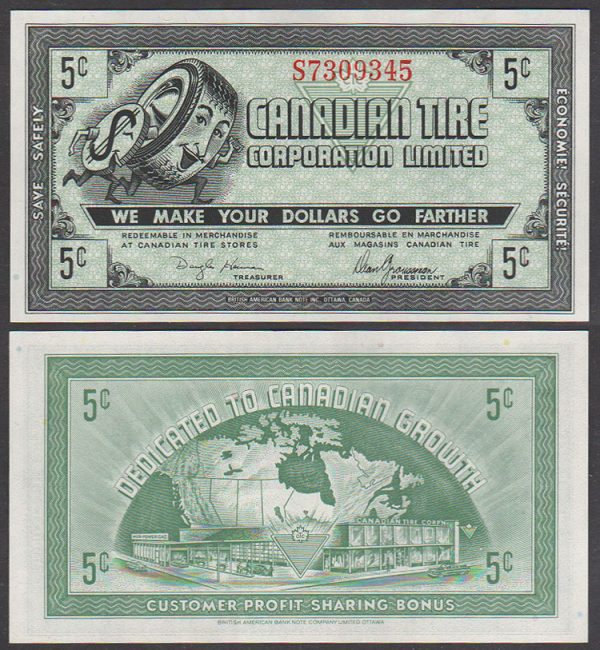 5¢
S7309345
5¢
SAVE SAFELY
ECONOMIE SÉCURITÉ
$
CANADIAN TIRE
CORPORATION LIMITED
WE MAKE YOUR DOLLARS GO FARTHER
REDEEMABLE IN MERCHANDISE
AT CANADIAN TIRE STORES
REMBOURSABLE EN MARCHANDISE
AUX MAGASINS CANADIAN TIRE
5¢
TREASURER
PRESIDENT
5¢
BRITISH AMERICAN BANK NOTE INC. OTTAWA, CANADA
5¢
5¢
DEDICATED TO CANADIAN GROWTH
CTC
CANADIAN TIRE CORPN
5¢
5¢
CUSTOMER PROFIT SHARING BONUS
BRITISH AMERICAN BANK NOTE COMPANY LIMITED OTTAWA